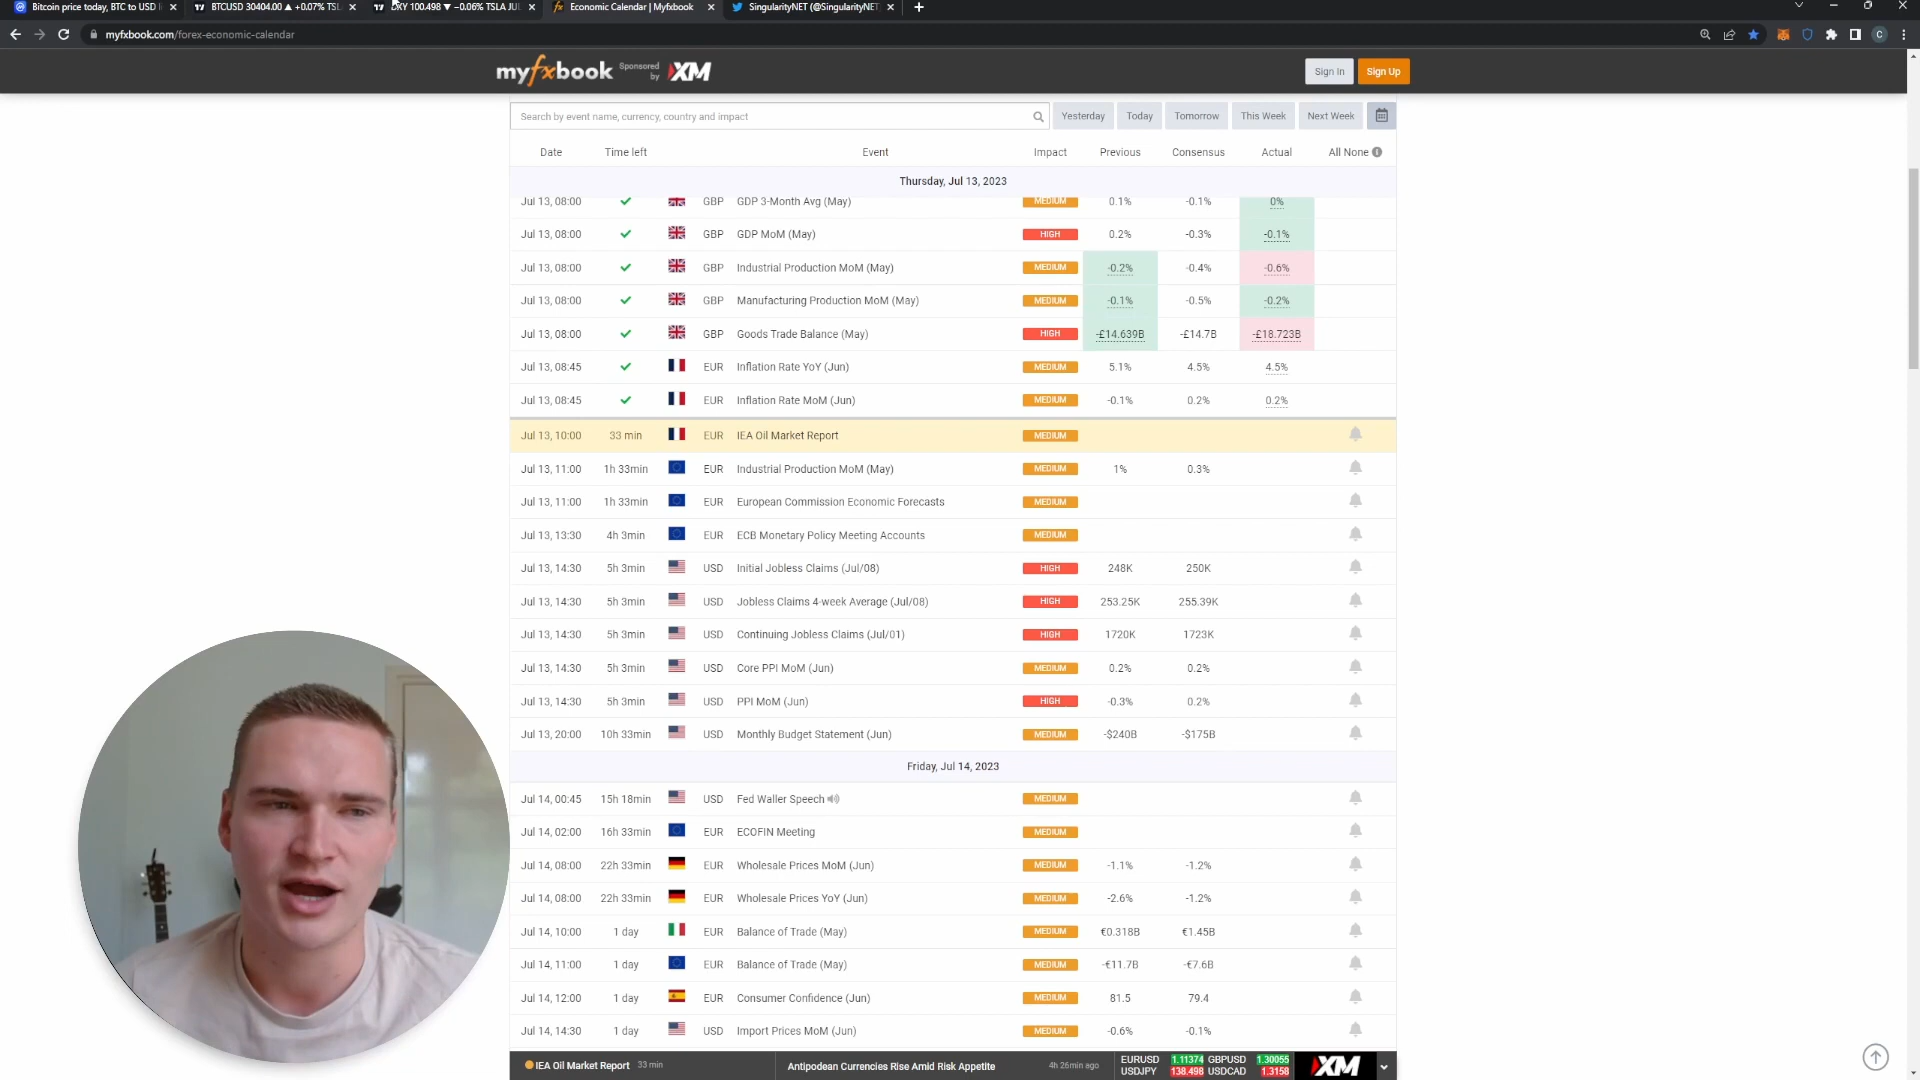 Bitcoin price today, BTC to USD li
BTCUSD 30404.00 ▲ +0.07% TSL
DXY 100.498 ▼ −0.06% TSLA JUL
Economic Calendar | Myfxbook
SingularityNET (@SingularityNET)
myfxbook.com/forex-economic-calendar
C
myfxbook Sponsored by XM
Sign In Sign Up
Search by event name, currency, country and impact
Yesterday Today Tomorrow This Week Next Week
Date Time left Event Impact Previous Consensus Actual All None
Thursday, Jul 13, 2023
Jul 13, 08:00 GBP GDP 3-Month Avg (May) MEDIUM 0.1% -0.1% 0%
Jul 13, 08:00 GBP GDP MoM (May) HIGH 0.2% -0.3% -0.1%
Jul 13, 08:00 GBP Industrial Production MoM (May) MEDIUM -0.2% -0.4% -0.6%
Jul 13, 08:00 GBP Manufacturing Production MoM (May) MEDIUM -0.1% -0.5% -0.2%
Jul 13, 08:00 GBP Goods Trade Balance (May) HIGH -£14.639B -£14.7B -£18.723B
Jul 13, 08:45 EUR Inflation Rate YoY (Jun) MEDIUM 5.1% 4.5% 4.5%
Jul 13, 08:45 EUR Inflation Rate MoM (Jun) MEDIUM -0.1% 0.2% 0.2%
Jul 13, 10:00 33 min EUR IEA Oil Market Report MEDIUM
Jul 13, 11:00 1h 33min EUR Industrial Production MoM (May) MEDIUM 1% 0.3%
Jul 13, 11:00 1h 33min EUR European Commission Economic Forecasts MEDIUM
Jul 13, 13:30 4h 3min EUR ECB Monetary Policy Meeting Accounts MEDIUM
Jul 13, 14:30 5h 3min USD Initial Jobless Claims (Jul/08) HIGH 248K 250K
Jul 13, 14:30 5h 3min USD Jobless Claims 4-week Average (Jul/08) HIGH 253.25K 255.39K
Jul 13, 14:30 5h 3min USD Continuing Jobless Claims (Jul/01) HIGH 1720K 1723K
Jul 13, 14:30 5h 3min USD Core PPI MoM (Jun) MEDIUM 0.2% 0.2%
Jul 13, 14:30 5h 3min USD PPI MoM (Jun) HIGH -0.3% 0.2%
Jul 13, 20:00 10h 33min USD Monthly Budget Statement (Jun) MEDIUM -$240B -$175B
Friday, Jul 14, 2023
Jul 14, 00:45 15h 18min USD Fed Waller Speech MEDIUM
Jul 14, 02:00 16h 33min EUR ECOFIN Meeting MEDIUM
Jul 14, 08:00 22h 33min EUR Wholesale Prices MoM (Jun) MEDIUM -1.1% -1.2%
Jul 14, 08:00 22h 33min EUR Wholesale Prices YoY (Jun) MEDIUM -2.6% -1.2%
Jul 14, 10:00 1 day EUR Balance of Trade (May) MEDIUM €0.318B €1.45B
Jul 14, 11:00 1 day EUR Balance of Trade (May) MEDIUM -€11.7B -€7.6B
Jul 14, 12:00 1 day EUR Consumer Confidence (Jun) MEDIUM 81.5 79.4
Jul 14, 14:30 1 day USD Import Prices MoM (Jun) MEDIUM -0.6% -0.1%
IEA Oil Market Report 33 min Antipodean Currencies Rise Amid Risk Appetite 4h 26min ago EURUSD 1.11374 GBPUSD 1.30055 XM
USDJPY 138.498 USDCAD 1.3158